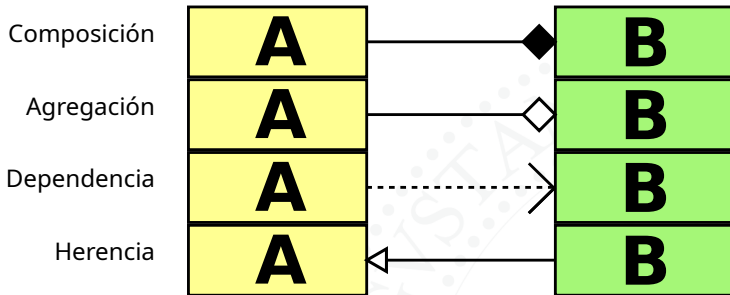 Composición A B
Agregación A B
Dependencia A B
Herencia A B